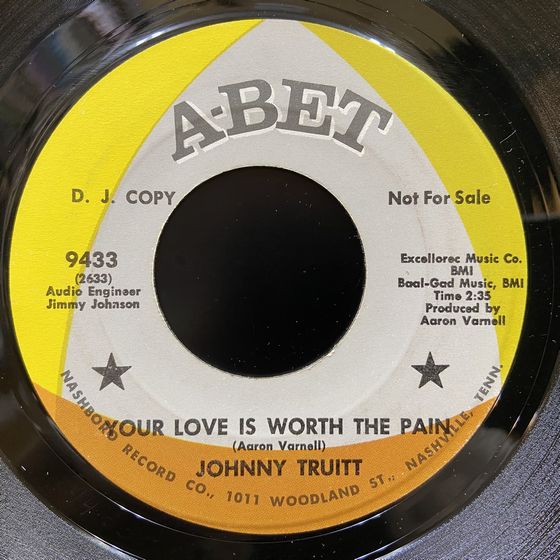 A-BET
D. J. COPY
Not For Sale
9433
(2633)
Audio Engineer
Jimmy Johnson
Excellorec Music Co.
BMI
Baal-Gad Music, BMI
Time 2:35
Produced by
Aaron Varnell
YOUR LOVE IS WORTH THE PAIN
(Aaron Varnell)
JOHNNY TRUITT
NASHBORO RECORD CO., 1011 WOODLAND ST., NASHVILLE, TENN.